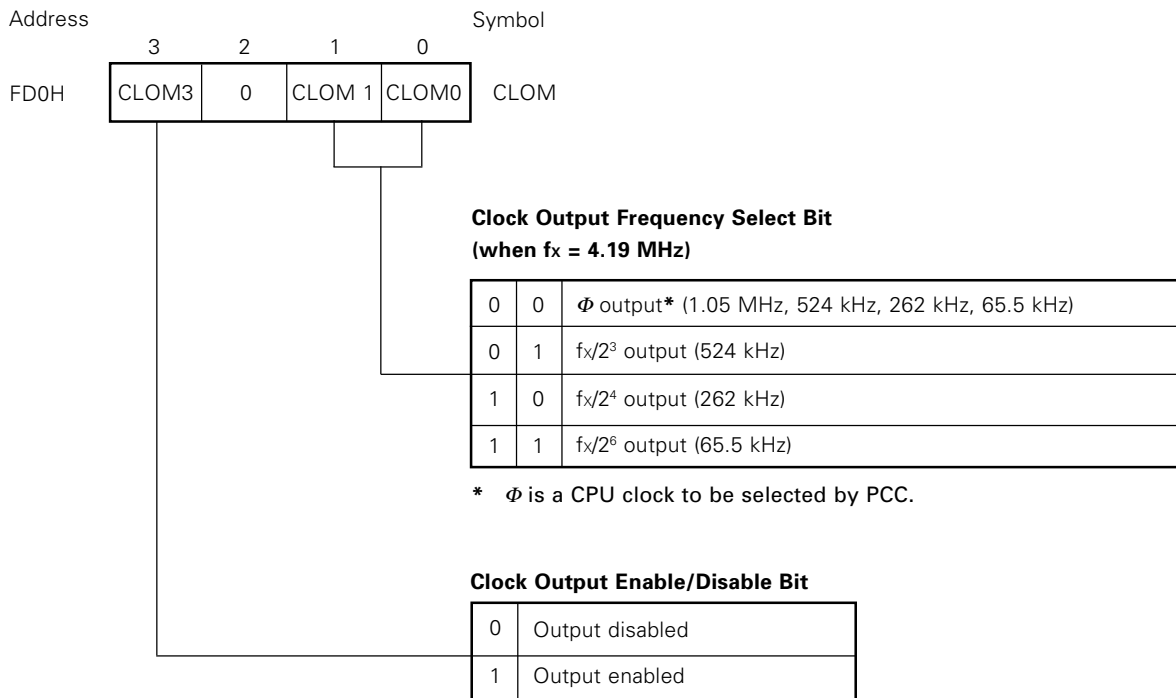 Address Symbol
3 2 1 0
FD0H CLOM3 0 CLOM 1 CLOM0 CLOM
Clock Output Frequency Select Bit
(when fx = 4.19 MHz)
0 0 Φ output* (1.05 MHz, 524 kHz, 262 kHz, 65.5 kHz)
0 1 fx/2³ output (524 kHz)
1 0 fx/2⁴ output (262 kHz)
1 1 fx/2⁶ output (65.5 kHz)
* Φ is a CPU clock to be selected by PCC.
Clock Output Enable/Disable Bit
0 Output disabled
1 Output enabled